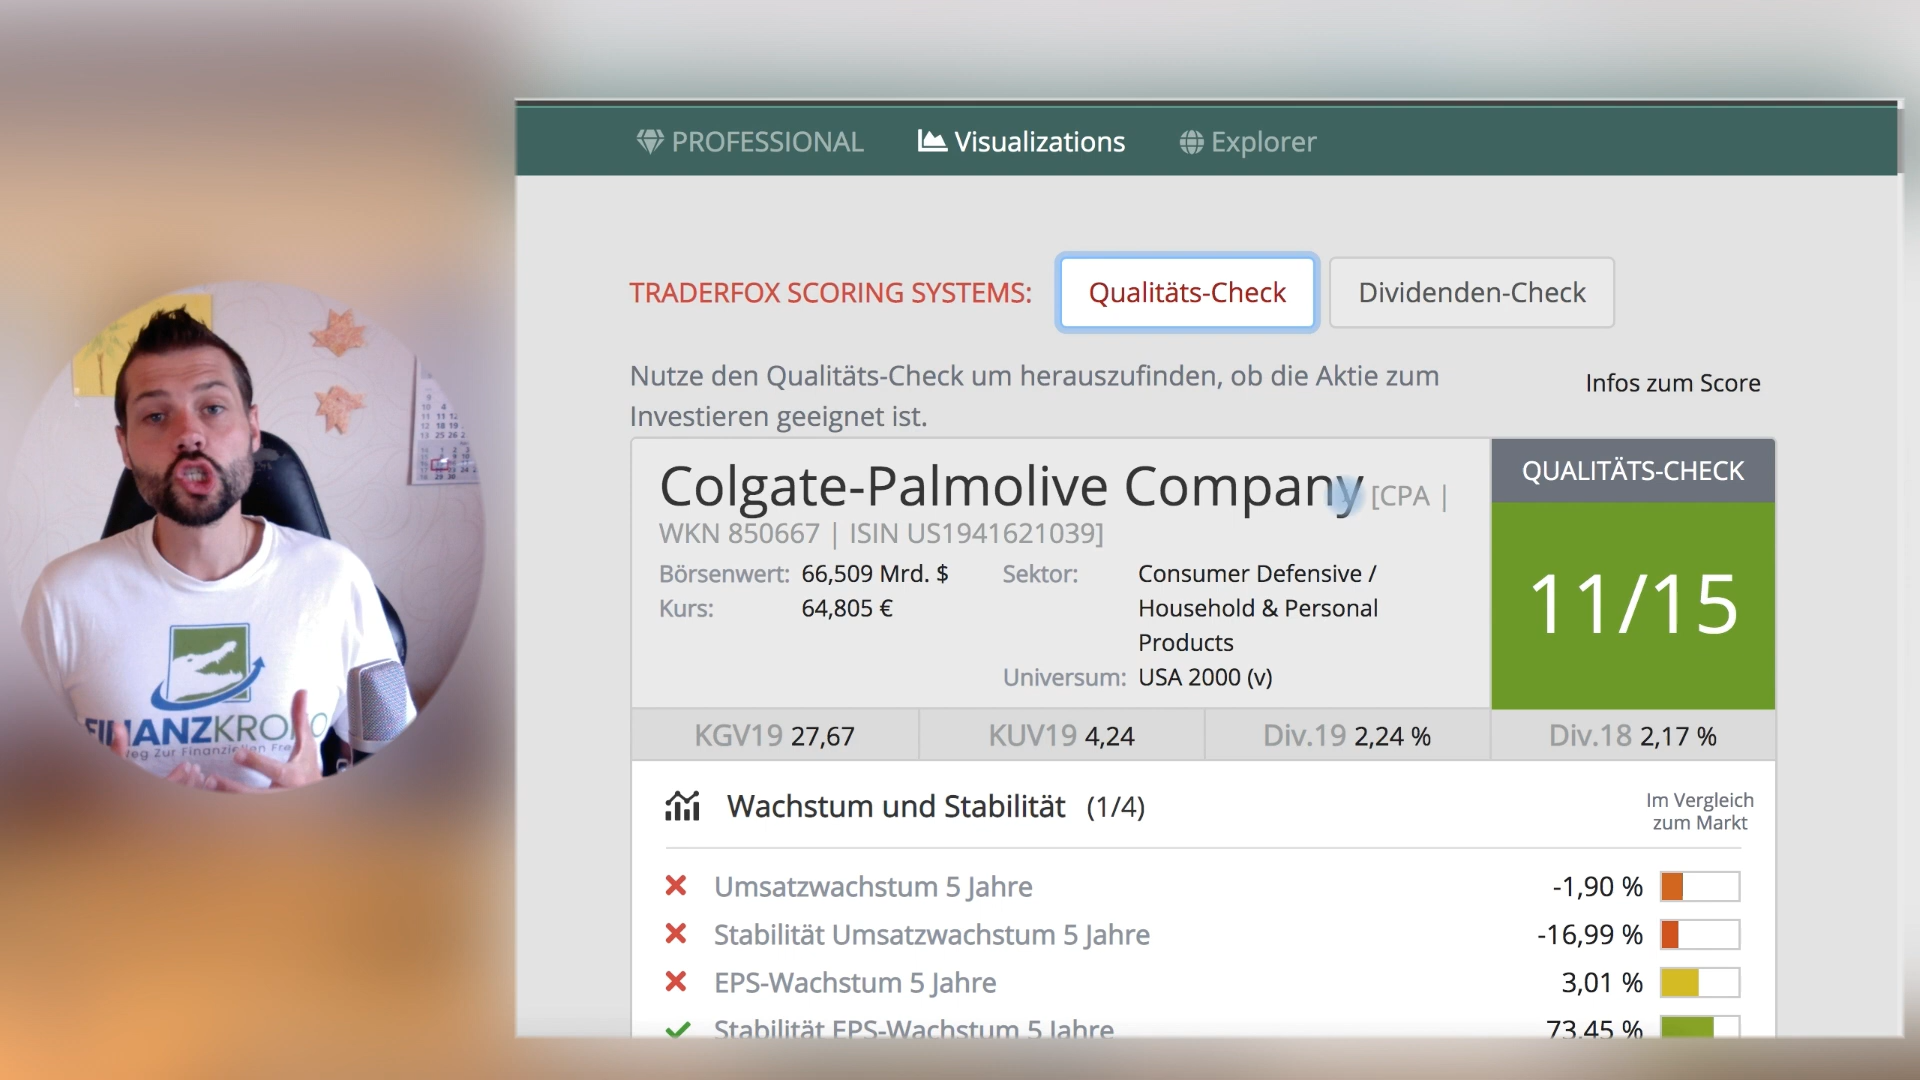 PROFESSIONAL
Visualizations
Explorer
TRADERFOX SCORING SYSTEMS:
Qualitäts-Check
Dividenden-Check
Nutze den Qualitäts-Check um herauszufinden, ob die Aktie zum
Investieren geeignet ist.
Infos zum Score
Colgate-Palmolive Company [CPA |
WKN 850667 | ISIN US1941621039]
Börsenwert: 66,509 Mrd. $
Kurs: 64,805 €
Sektor: Consumer Defensive /
Household & Personal
Products
Universum: USA 2000 (v)
QUALITÄTS-CHECK
11/15
KGV19 27,67
KUV19 4,24
Div.19 2,24 %
Div.18 2,17 %
Wachstum und Stabilität (1/4)
Im Vergleich
zum Markt
Umsatzwachstum 5 Jahre -1,90 %
Stabilität Umsatzwachstum 5 Jahre -16,99 %
EPS-Wachstum 5 Jahre 3,01 %
Stabilität EPS-Wachstum 5 Jahre 73,45 %